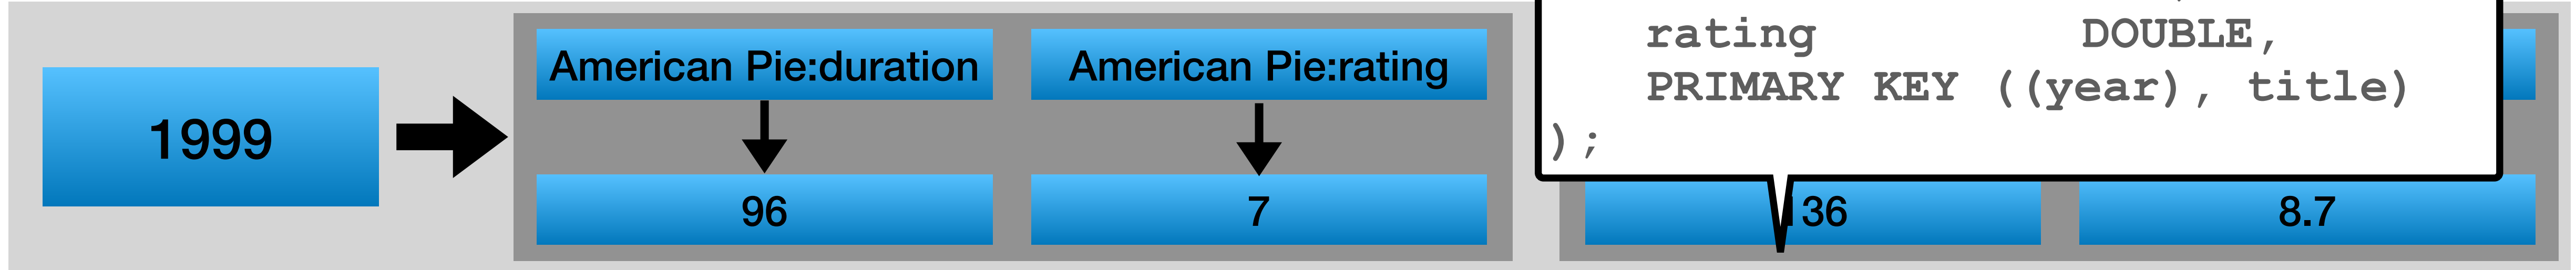 1999
American Pie:duration
American Pie:rating
96
7
rating DOUBLE,
PRIMARY KEY ((year), title)
);
36
8.7